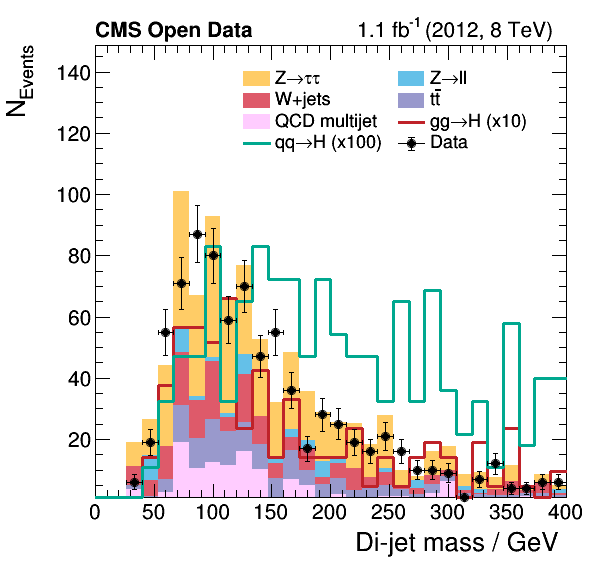 CMS Open Data 1.1 fb⁻¹ (2012, 8 TeV)
N_Events
140
120
100
80
60
40
20
Z→ττ Z→ll
W+jets tt̄
QCD multijet gg→H (x10)
qq→H (x100) Data
0 50 100 150 200 250 300 350 400
Di-jet mass / GeV